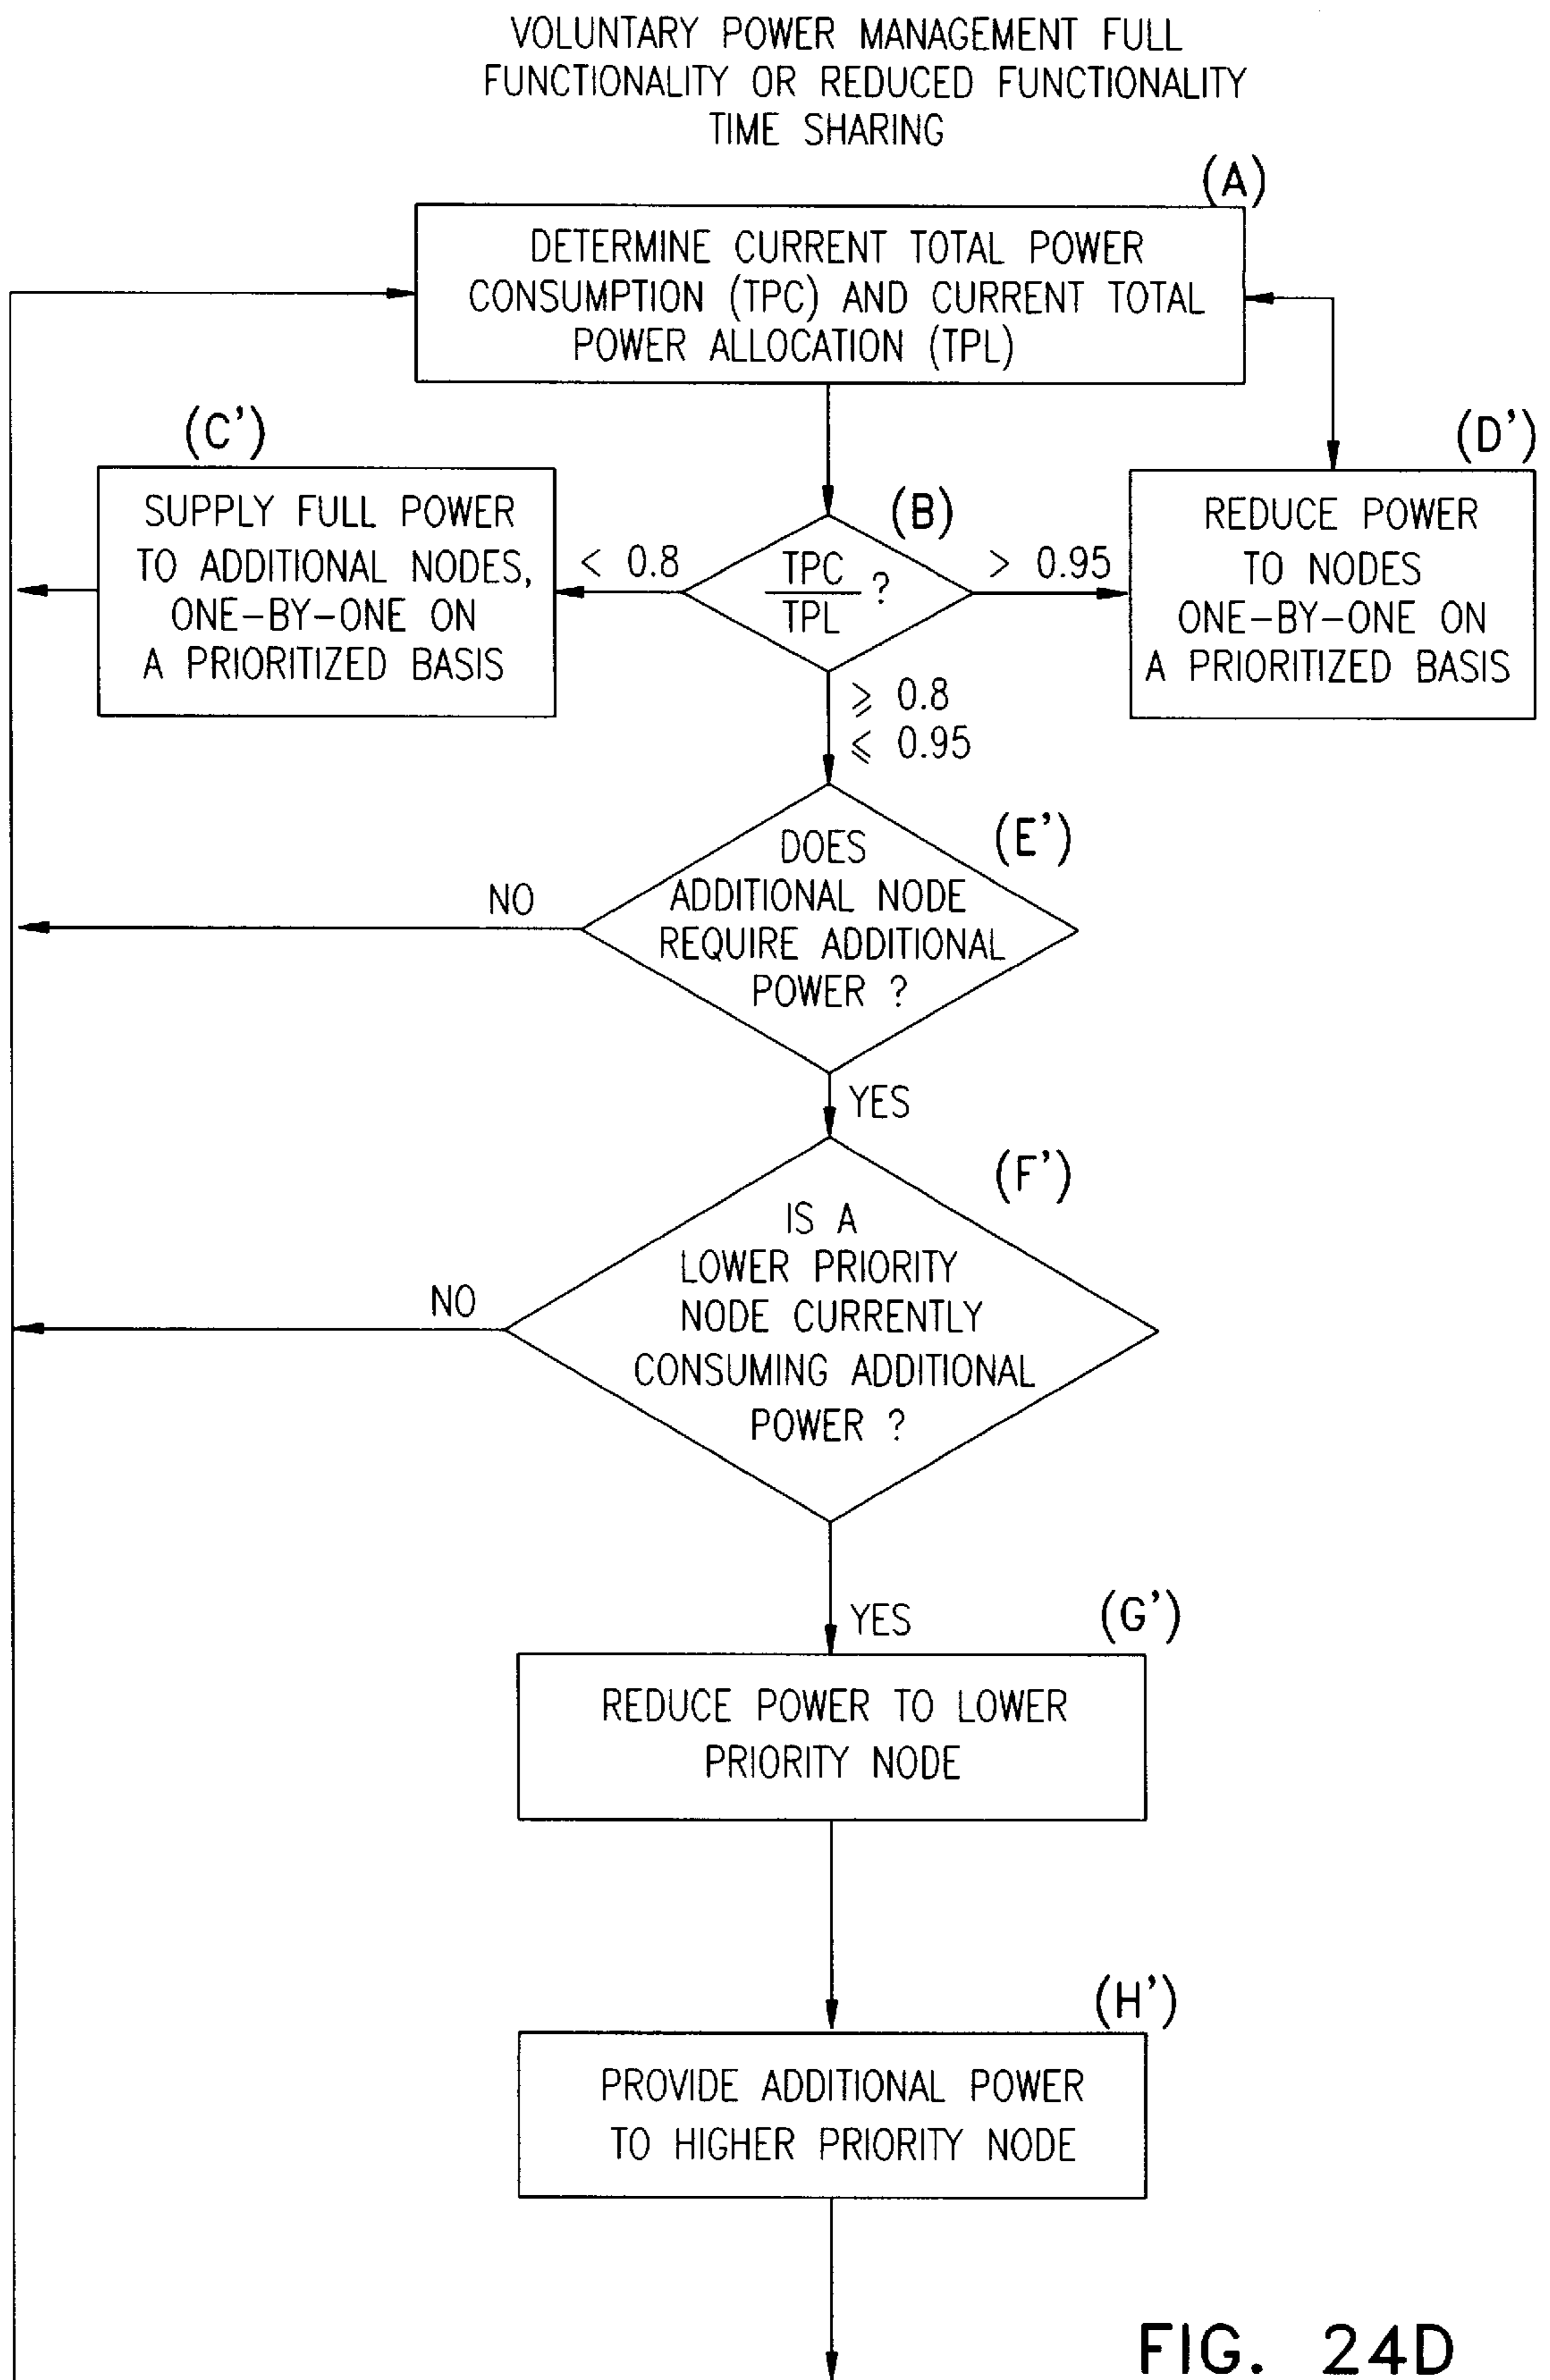 VOLUNTARY POWER MANAGEMENT FULL
FUNCTIONALITY OR REDUCED FUNCTIONALITY
TIME SHARING
(A)
DETERMINE CURRENT TOTAL POWER
CONSUMPTION (TPC) AND CURRENT TOTAL
POWER ALLOCATION (TPL)
(C')
SUPPLY FULL POWER
TO ADDITIONAL NODES,
ONE-BY-ONE ON
A PRIORITIZED BASIS
< 0.8
(B)
TPC
TPL
?
> 0.95
(D')
REDUCE POWER
TO NODES
ONE-BY-ONE ON
A PRIORITIZED BASIS
⩾ 0.8
⩽ 0.95
(E')
DOES
ADDITIONAL NODE
REQUIRE ADDITIONAL
POWER ?
NO
YES
(F')
IS A
LOWER PRIORITY
NODE CURRENTLY
CONSUMING ADDITIONAL
POWER ?
NO
YES
(G')
REDUCE POWER TO LOWER
PRIORITY NODE
(H')
PROVIDE ADDITIONAL POWER
TO HIGHER PRIORITY NODE
FIG. 24D